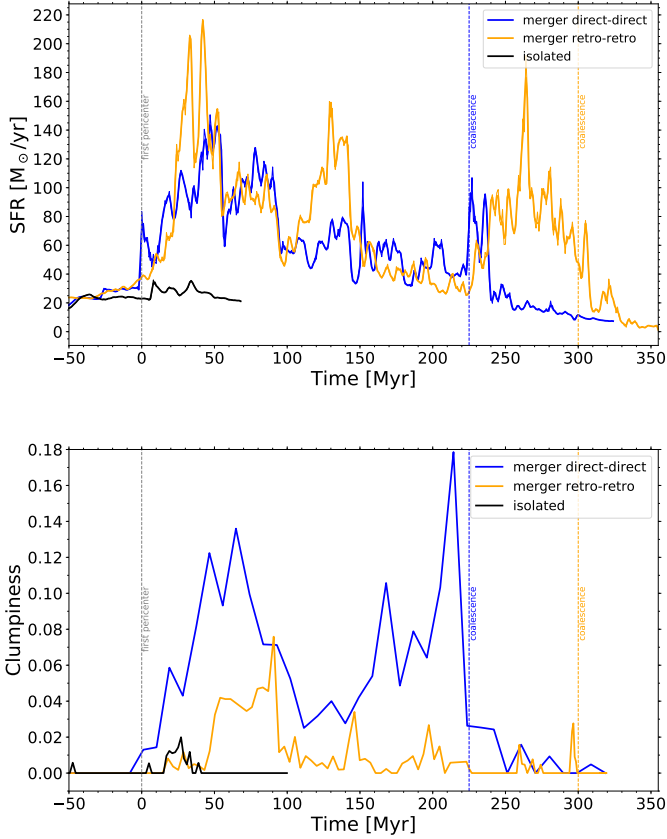 220
200
180
160
140
120
100
80
60
40
20
0
SFR [M⊙/yr]
merger direct-direct
merger retro-retro
isolated
first pericenter
coalescence
coalescence
−50 0 50 100 150 200 250 300 350
Time [Myr]
0.18
0.16
0.14
0.12
0.10
0.08
0.06
0.04
0.02
0.00
Clumpiness
merger direct-direct
merger retro-retro
isolated
first pericenter
coalescence
coalescence
−50 0 50 100 150 200 250 300 350
Time [Myr]